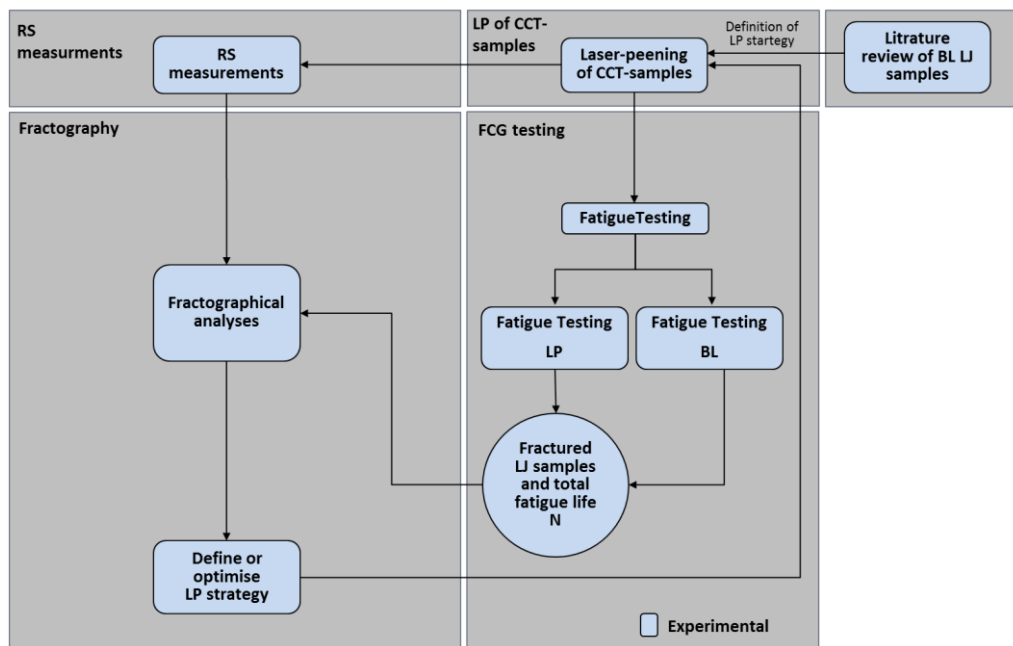 RS
measurments
RS
measurements
LP of CCT-
samples
Laser-peening
of CCT-samples
Definition of
LP startegy
Litrature
review of BL LJ
samples
Fractography
Fractographical
analyses
Define or
optimise
LP strategy
FCG testing
FatigueTesting
Fatigue Testing
LP
Fatigue Testing
BL
Fractured
LJ samples
and total
fatigue life
N
Experimental